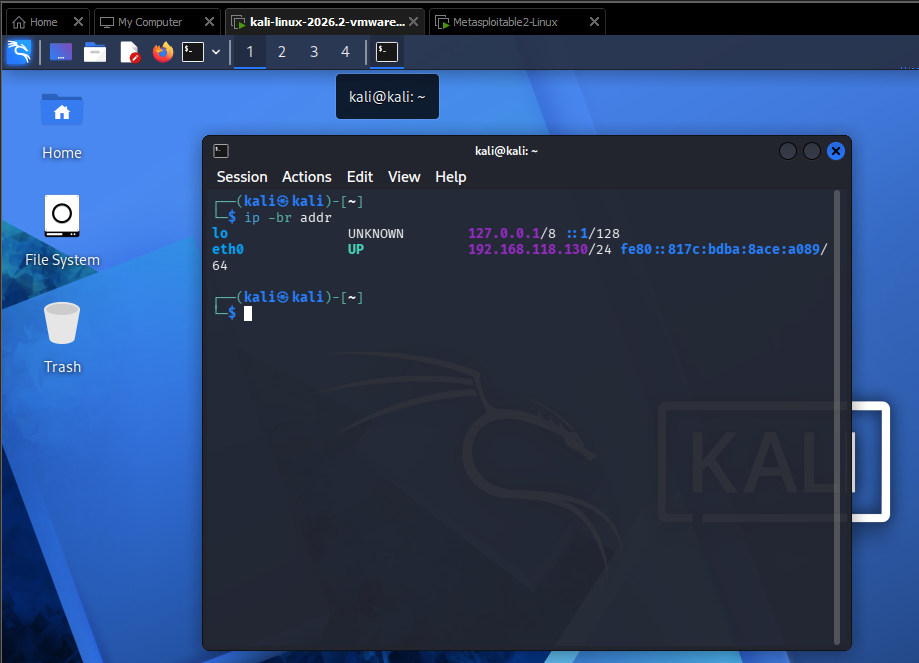 Home
My Computer
kali-linux-2026.2-vmware...
Metasploitable2-Linux
1 2 3 4
kali@kali: ~
Home
File System
Trash
kali@kali: ~
Session Actions Edit View Help
┌──(kali㉿kali)-[~]
└─$ ip -br addr
lo UNKNOWN 127.0.0.1/8 ::1/128
eth0 UP 192.168.118.130/24 fe80::817c:bdba:8ace:a089/
64
┌──(kali㉿kali)-[~]
└─$
KALI